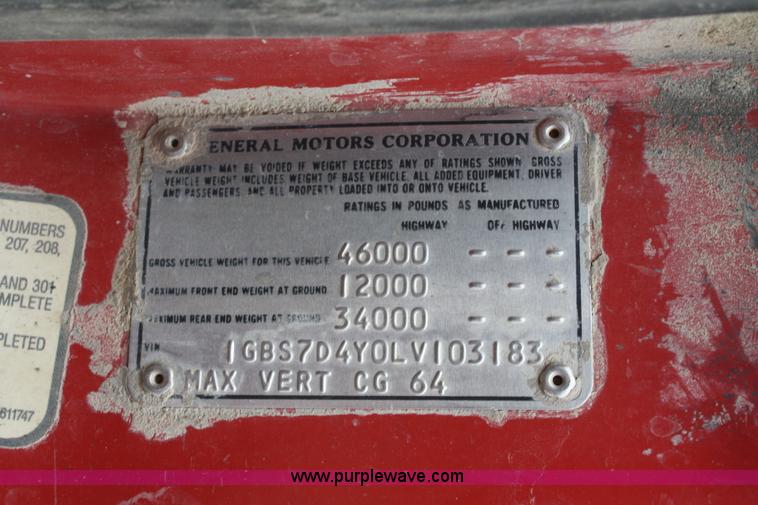 ENERAL MOTORS CORPORATION
WARRANTY MAY BE VOIDED IF WEIGHT EXCEEDS ANY OF RATINGS SHOWN. GROSS
VEHICLE WEIGHT INCLUDES WEIGHT OF BASE VEHICLE, ALL ADDED EQUIPMENT, DRIVER
AND PASSENGERS, AND ALL PROPERTY LOADED INTO OR ONTO VEHICLE.
RATINGS IN POUNDS AS MANUFACTURED
HIGHWAY OFF HIGHWAY
GROSS VEHICLE WEIGHT FOR THIS VEHICLE 46000 - - -
MAXIMUM FRONT END WEIGHT AT GROUND 12000 - - -
MAXIMUM REAR END WEIGHT AT GROUND 34000 - - -
VIN 1GBS7D4Y0LV103183
MAX VERT CG 64
NUMBERS
207, 208,
AND 301
MPLETE
PLETED
611747
www.purplewave.com